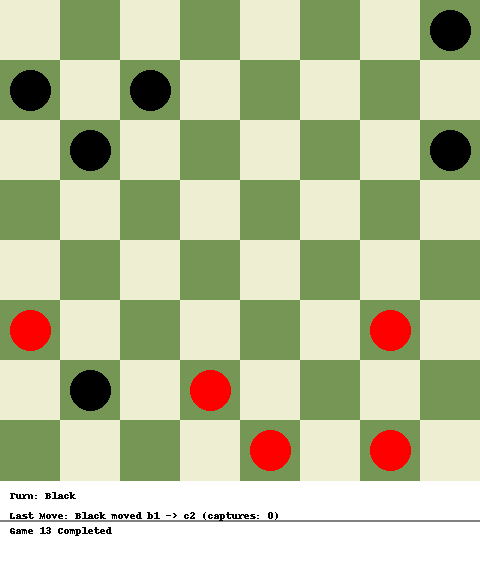 Turn: Black
Last Move: Black moved b1 -> c2 (captures: 0)
Game 13 Completed